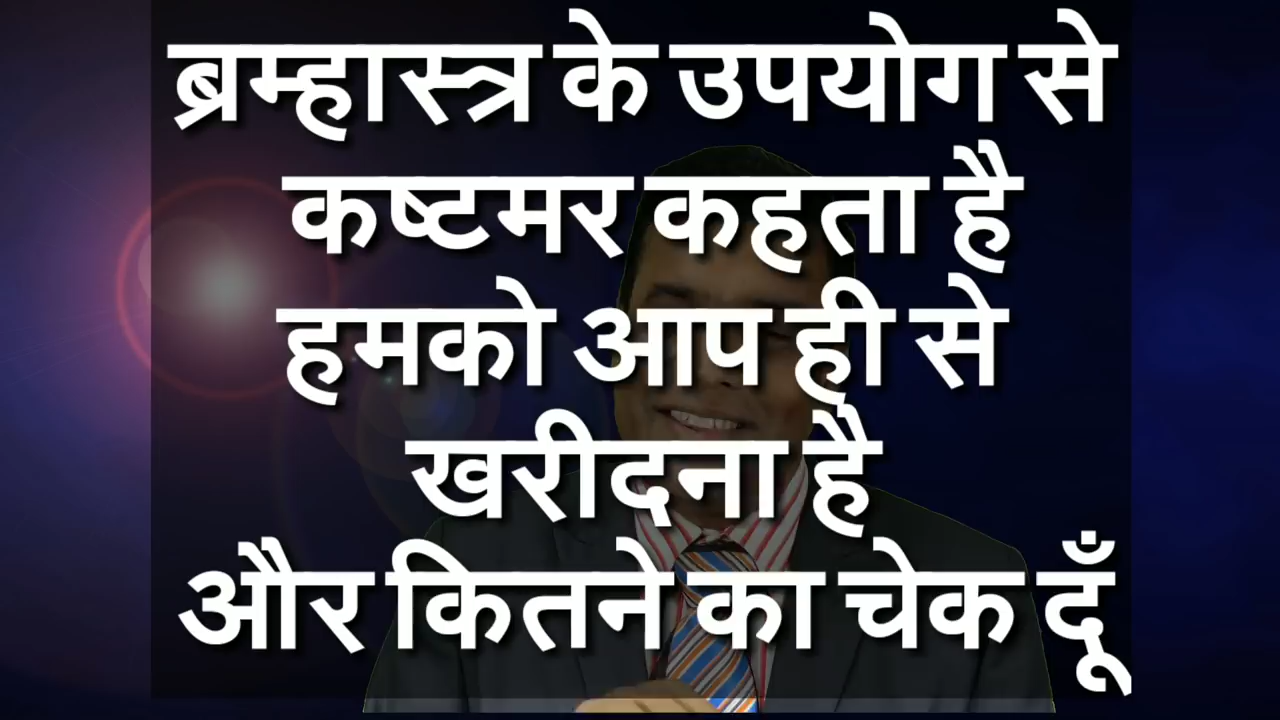 ब्रम्हास्त्र के उपयोग से
कष्टमर कहता है
हमको आप ही से
खरीदना है
और कितने का चेक दूँ